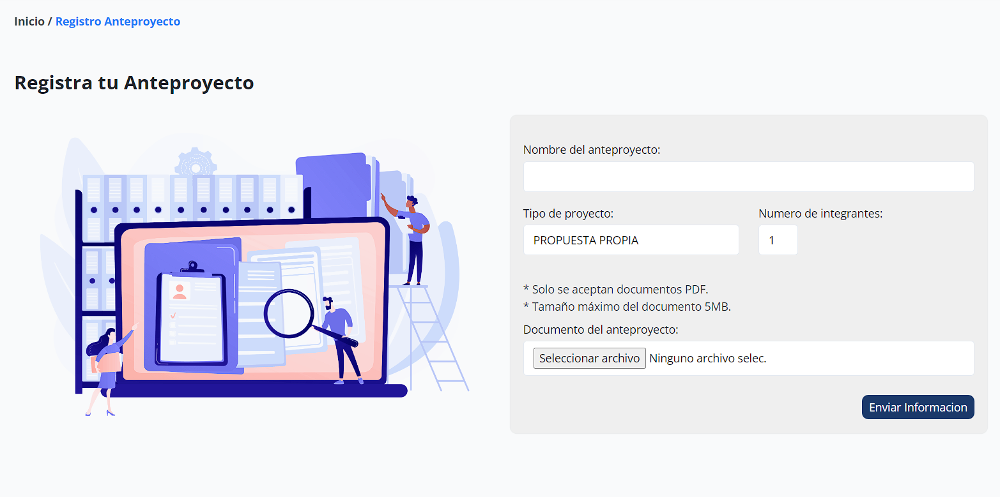 Inicio / Registro Anteproyecto
Registra tu Anteproyecto
Nombre del anteproyecto:
Tipo de proyecto:
Numero de integrantes:
PROPUESTA PROPIA
1
* Solo se aceptan documentos PDF.
* Tamaño máximo del documento 5MB.
Documento del anteproyecto:
Seleccionar archivo Ninguno archivo selec.
Enviar Informacion